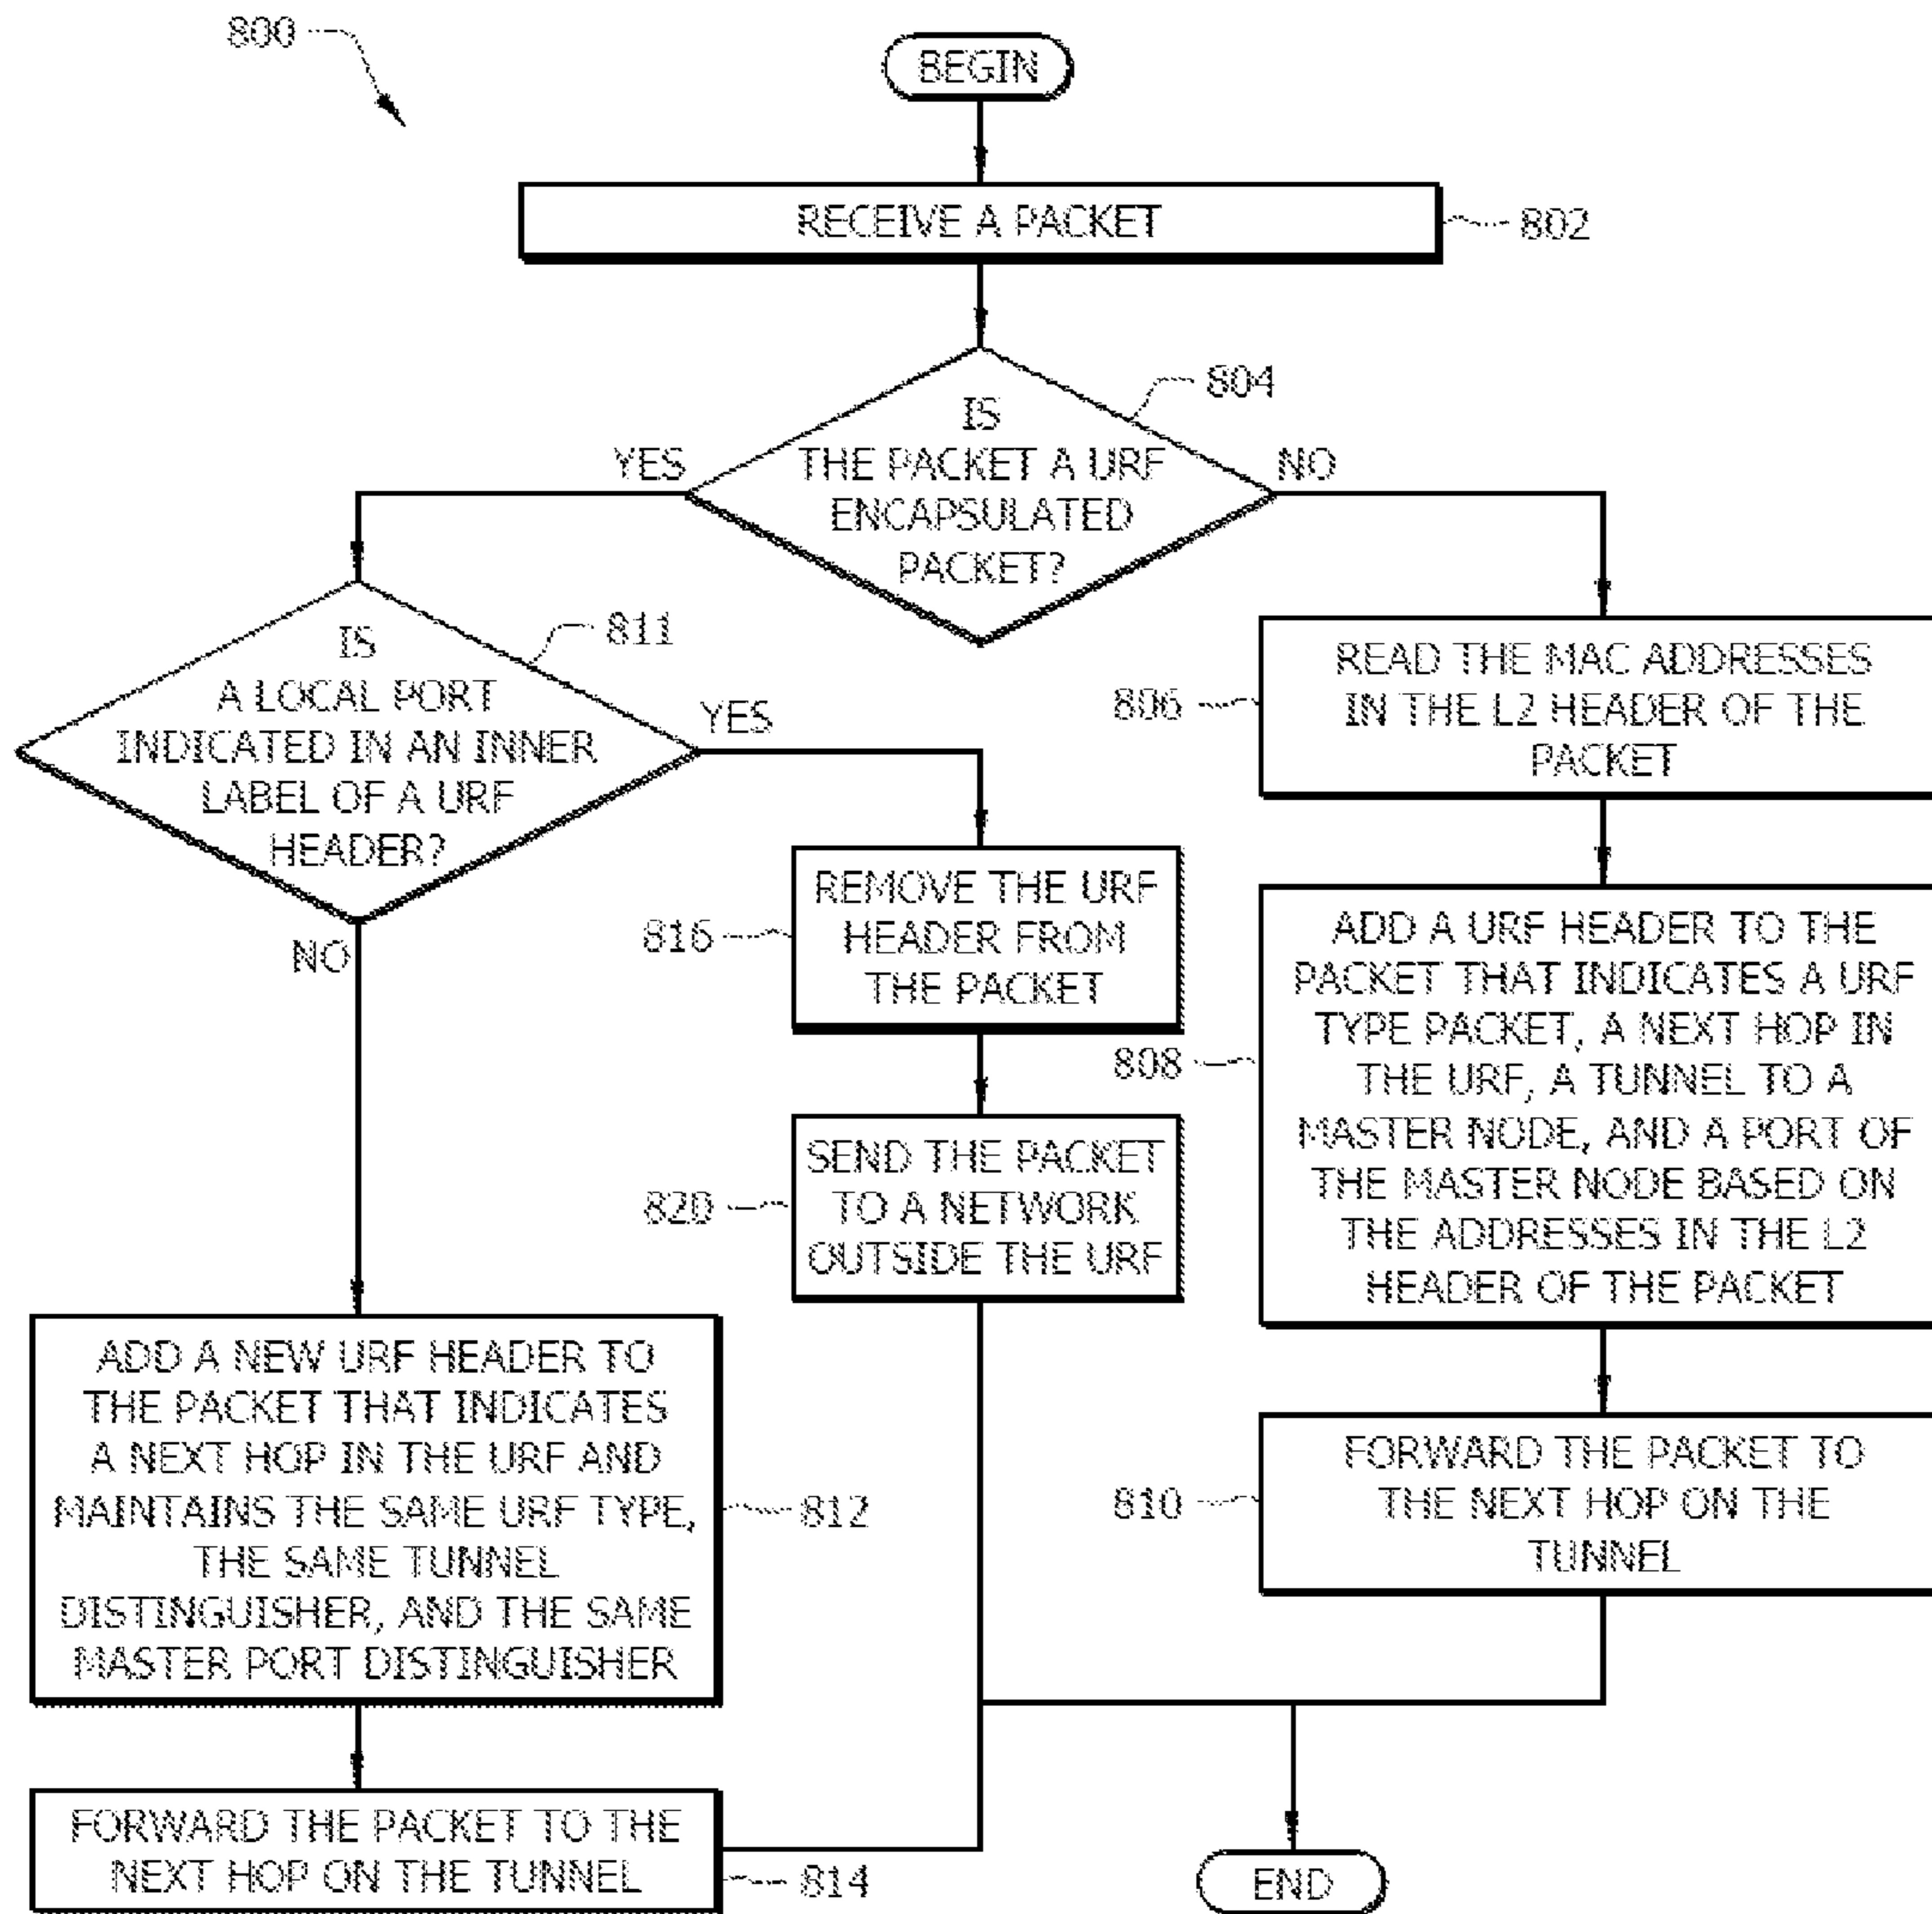 800
BEGIN
RECEIVE A PACKET
802
804
IS
THE PACKET A URF
ENCAPSULATED
PACKET?
YES
NO
811
IS
A LOCAL PORT
INDICATED IN AN INNER
LABEL OF A URF
HEADER?
YES
NO
806
READ THE MAC ADDRESSES
IN THE L2 HEADER OF THE
PACKET
816
REMOVE THE URF
HEADER FROM
THE PACKET
808
ADD A URF HEADER TO THE
PACKET THAT INDICATES A URF
TYPE PACKET, A NEXT HOP IN
THE URF, A TUNNEL TO A
MASTER NODE, AND A PORT OF
THE MASTER NODE BASED ON
THE ADDRESSES IN THE L2
HEADER OF THE PACKET
820
SEND THE PACKET
TO A NETWORK
OUTSIDE THE URF
ADD A NEW URF HEADER TO
THE PACKET THAT INDICATES
A NEXT HOP IN THE URF AND
MAINTAINS THE SAME URF TYPE,
THE SAME TUNNEL
DISTINGUISHER, AND THE SAME
MASTER PORT DISTINGUISHER
812
810
FORWARD THE PACKET TO
THE NEXT HOP ON THE
TUNNEL
FORWARD THE PACKET TO THE
NEXT HOP ON THE TUNNEL
814
END